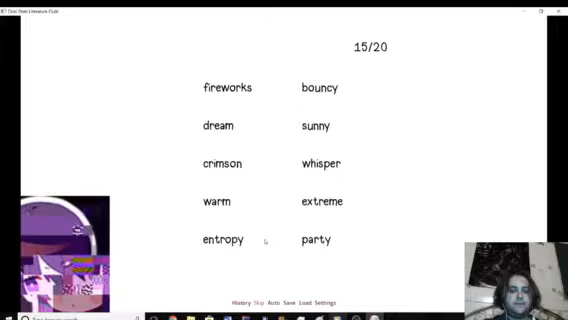 Doki Doki Literature Club!
15/20
fireworks bouncy
dream sunny
crimson whisper
warm extreme
entropy party
History Skip Auto Save Load Settings